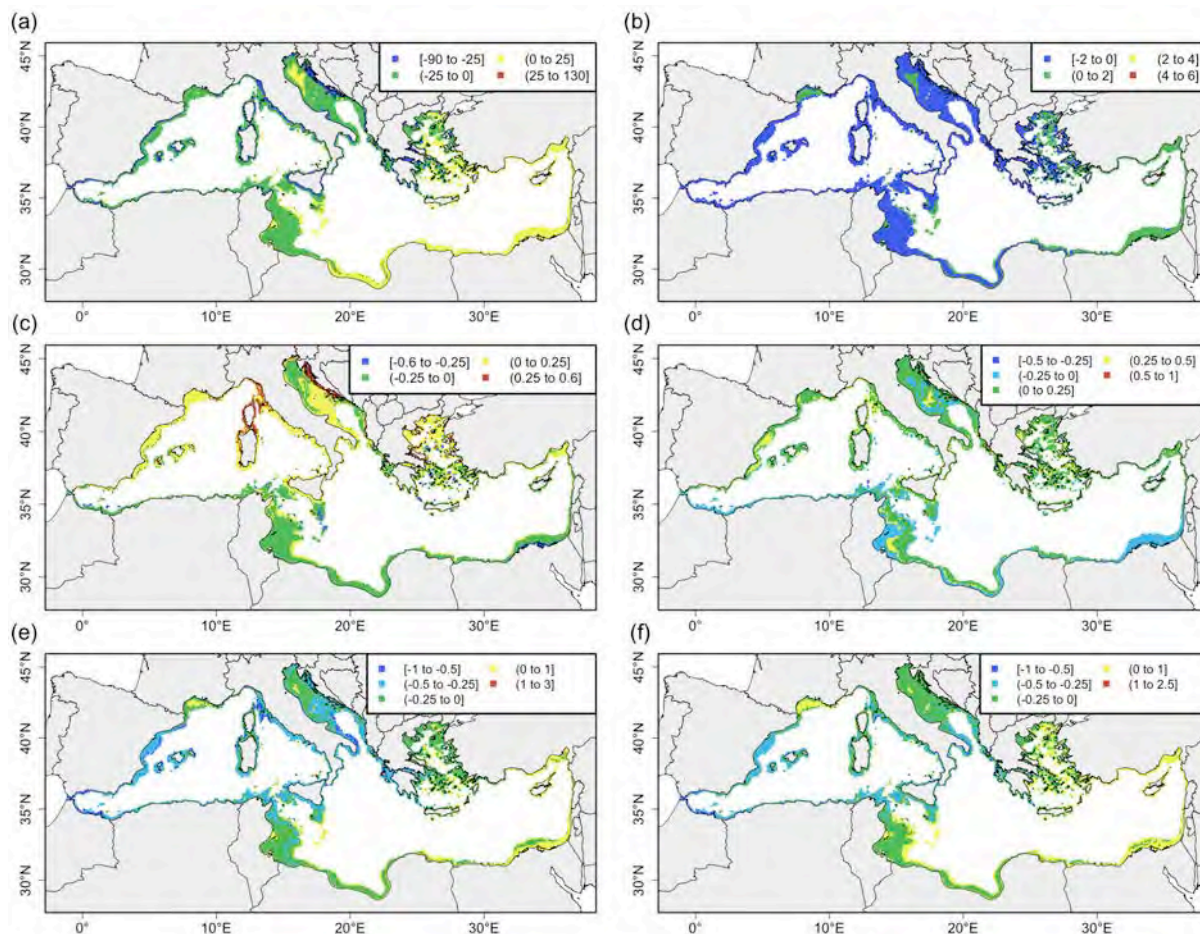 (a)
[-90 to -25] (0 to 25]
(-25 to 0] (25 to 130]
45°N
40°N
35°N
30°N
0° 10°E 20°E 30°E
(b)
[-2 to 0] (2 to 4]
(0 to 2] (4 to 6]
45°N
40°N
35°N
30°N
0° 10°E 20°E 30°E
(c)
[-0.6 to -0.25] (0 to 0.25]
(-0.25 to 0] (0.25 to 0.6]
45°N
40°N
35°N
30°N
0° 10°E 20°E 30°E
(d)
[-0.5 to -0.25] (0.25 to 0.5]
(-0.25 to 0] (0.5 to 1]
(0 to 0.25]
45°N
40°N
35°N
30°N
0° 10°E 20°E 30°E
(e)
[-1 to -0.5] (0 to 1]
(-0.5 to -0.25] (1 to 3]
(-0.25 to 0]
45°N
40°N
35°N
30°N
0° 10°E 20°E 30°E
(f)
[-1 to -0.5] (0 to 1]
(-0.5 to -0.25] (1 to 2.5]
(-0.25 to 0]
45°N
40°N
35°N
30°N
0° 10°E 20°E 30°E